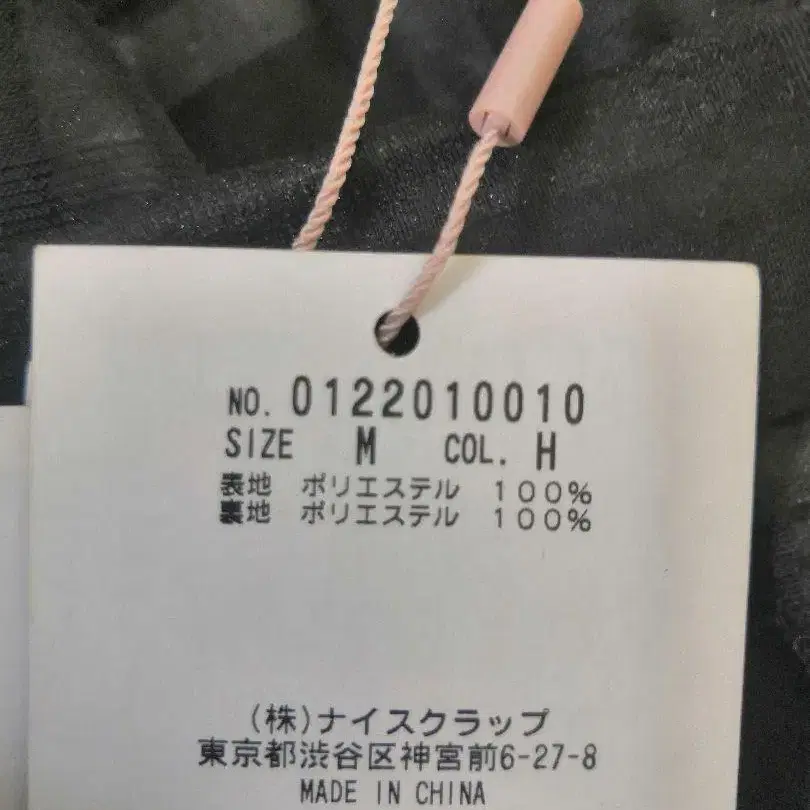 NO. 0122010010
SIZE M COL. H
表地 ポリエステル 100%
裏地 ポリエステル 100%
(株)ナイスクラップ
東京都渋谷区神宮前6-27-8
MADE IN CHINA